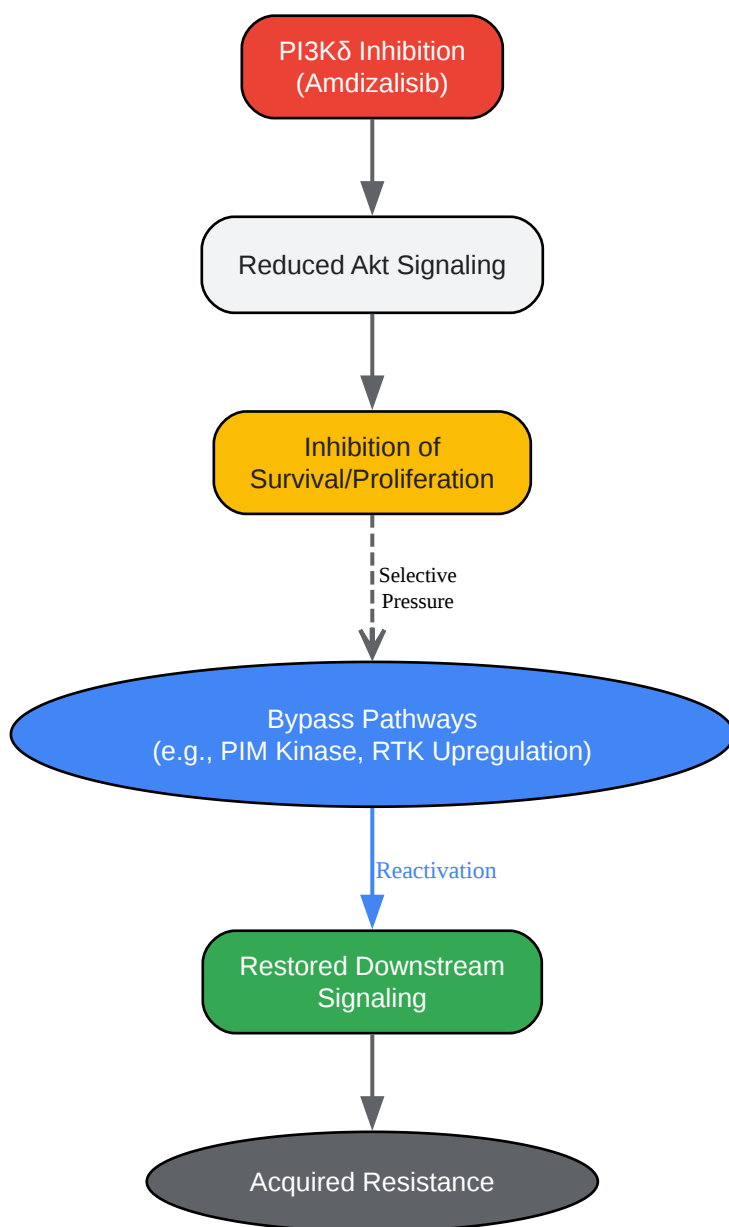 PI3Kδ Inhibition
(Amdizalisib)
Reduced Akt Signaling
Inhibition of
Survival/Proliferation
Selective
Pressure
Bypass Pathways
(e.g., PIM Kinase, RTK Upregulation)
Reactivation
Restored Downstream
Signaling
Acquired Resistance